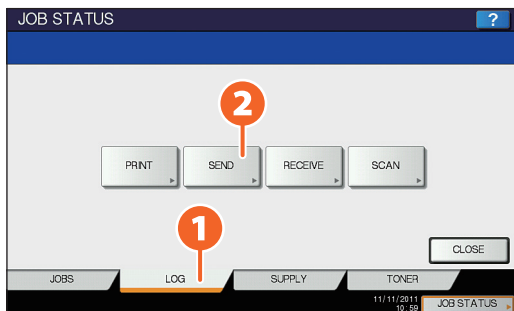 JOB STATUS ?
2
PRINT SEND RECEIVE SCAN
1
CLOSE
JOBS LOG SUPPLY TONER
11/11/2011
10:59 JOB STATUS